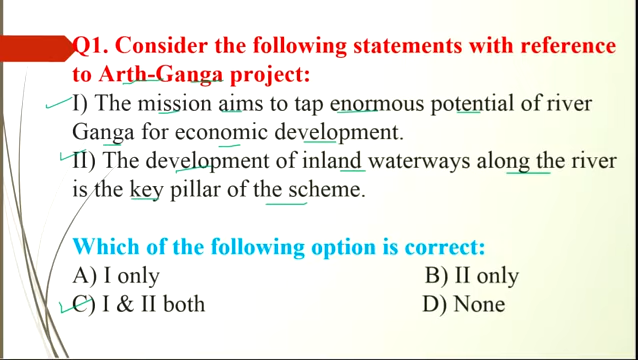 Q1. Consider the following statements with reference
to Arth-Ganga project:
I) The mission aims to tap enormous potential of river
Ganga for economic development.
II) The development of inland waterways along the river
is the key pillar of the scheme.
Which of the following option is correct:
A) I only B) II only
C) I & II both D) None